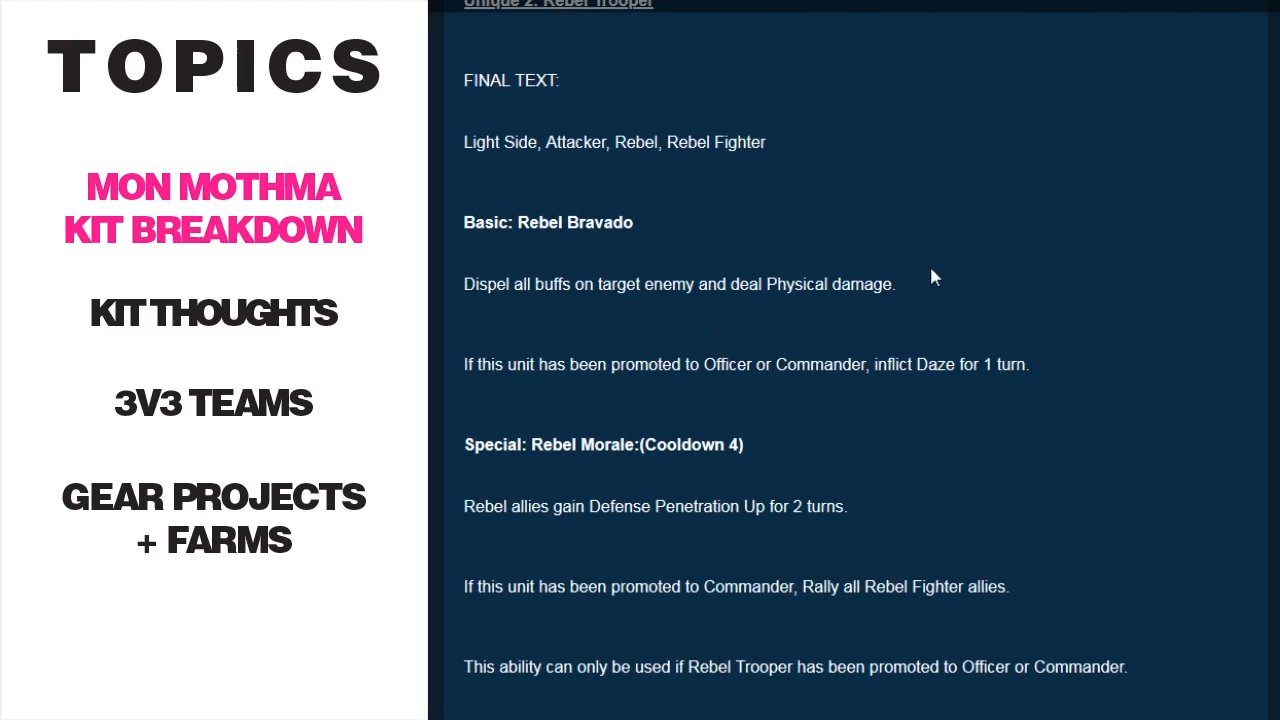 TOPICS
MON MOTHMA
KIT BREAKDOWN
KIT THOUGHTS
3V3 TEAMS
GEAR PROJECTS
+ FARMS
Unique 2: Rebel Trooper
FINAL TEXT:
Light Side, Attacker, Rebel, Rebel Fighter
Basic: Rebel Bravado
Dispel all buffs on target enemy and deal Physical damage.
If this unit has been promoted to Officer or Commander, inflict Daze for 1 turn.
Special: Rebel Morale:(Cooldown 4)
Rebel allies gain Defense Penetration Up for 2 turns.
If this unit has been promoted to Commander, Rally all Rebel Fighter allies.
This ability can only be used if Rebel Trooper has been promoted to Officer or Commander.